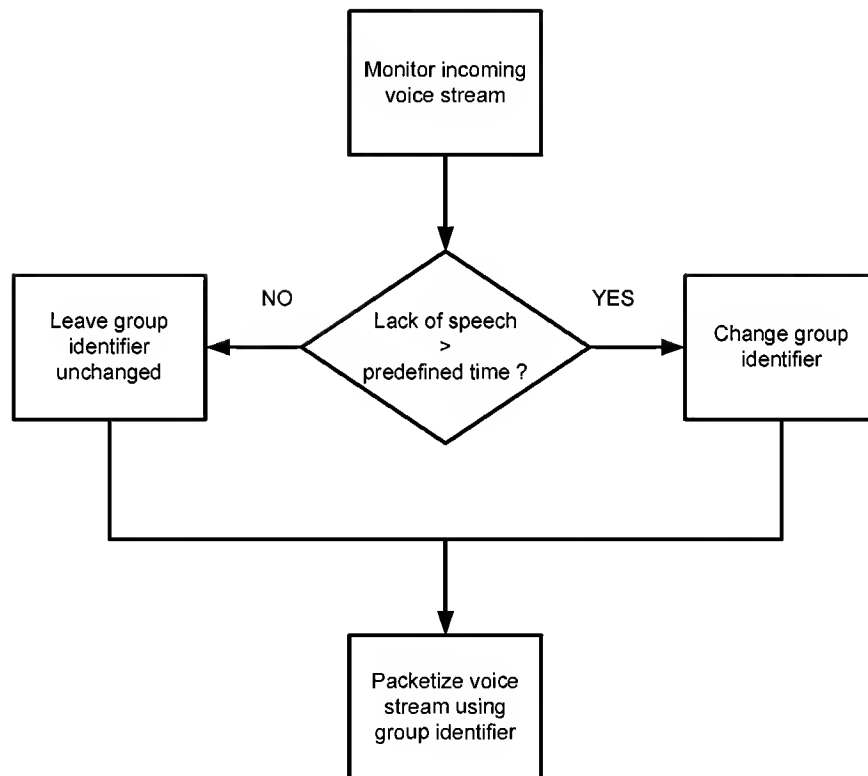 Monitor incoming
voice stream
NO
YES
Leave group
identifier
unchanged
Lack of speech
>
predefined time ?
Change group
identifier
Packetize voice
stream using
group identifier